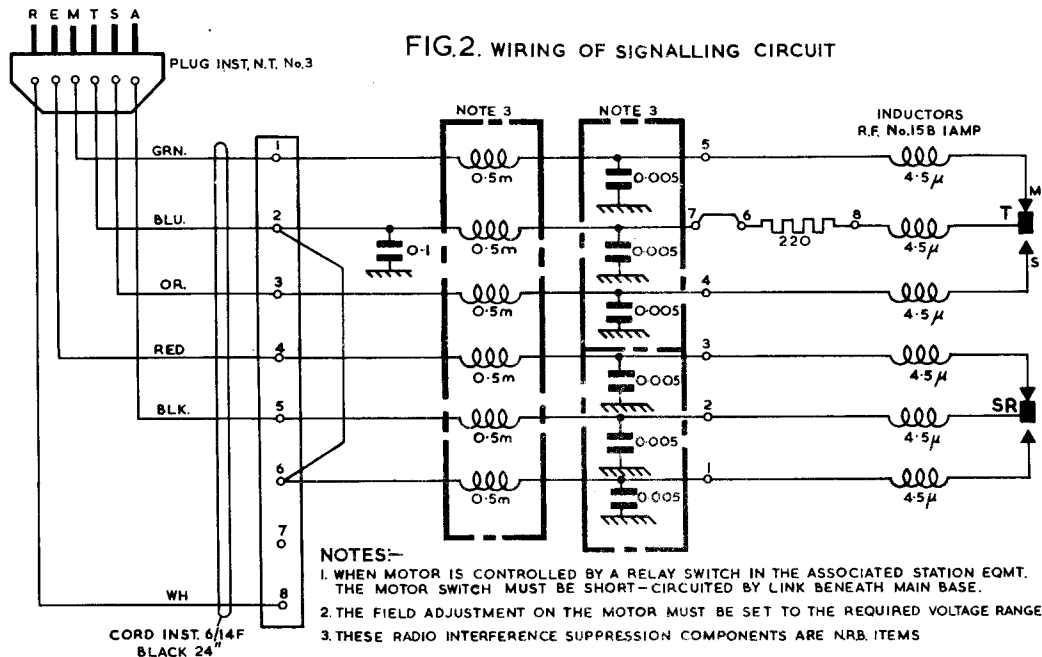 R E M T S A
FIG.2. WIRING OF SIGNALLING CIRCUIT
PLUG INST, N.T. No.3
NOTE 3
NOTE 3
INDUCTORS
R.F. No.15B 1AMP
GRN.
1
0·5m
0·005
5
4·5µ
M
BLU.
2
0·1
0·5m
0·005
7
6
220
8
4·5µ
T
S
OR.
3
0·5m
0·005
4
4·5µ
RED
4
0·5m
0·005
3
4·5µ
BLK.
5
0·5m
0·005
2
4·5µ
SR
6
0·5m
0·005
1
4·5µ
7
WH
8
CORD INST. 6/14F
BLACK 24"
NOTES:-
1. WHEN MOTOR IS CONTROLLED BY A RELAY SWITCH IN THE ASSOCIATED STATION EQMT.
THE MOTOR SWITCH MUST BE SHORT-CIRCUITED BY LINK BENEATH MAIN BASE.
2. THE FIELD ADJUSTMENT ON THE MOTOR MUST BE SET TO THE REQUIRED VOLTAGE RANGE
3. THESE RADIO INTERFERENCE SUPPRESSION COMPONENTS ARE N.R.B. ITEMS